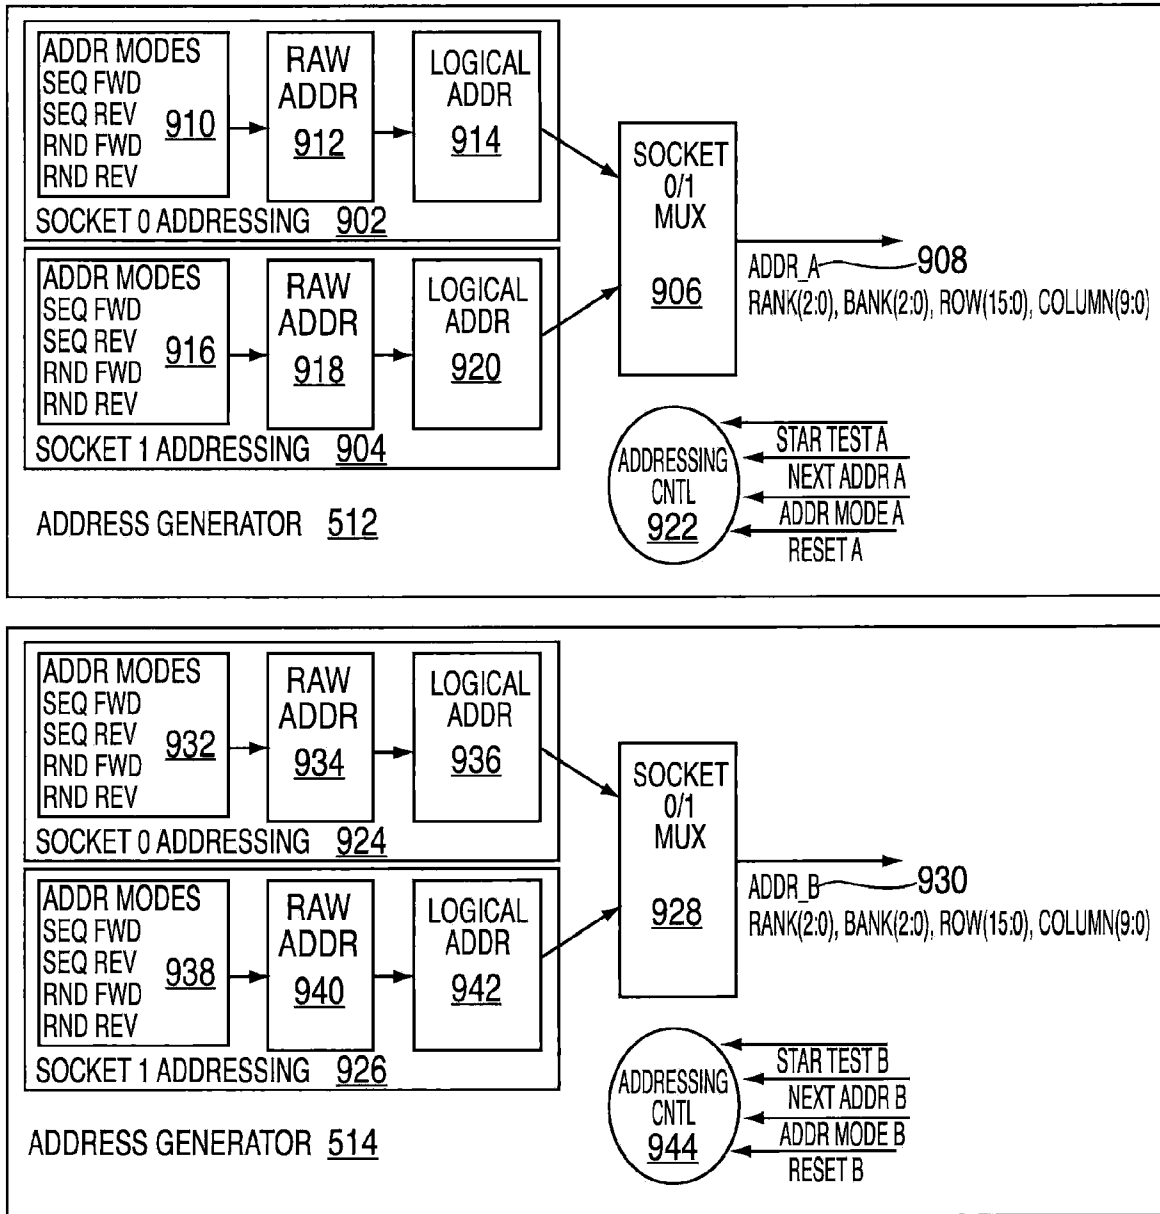 ADDR MODES
SEQ FWD
SEQ REV
RND FWD
RND REV
910
RAW
ADDR
912
LOGICAL
ADDR
914
SOCKET 0 ADDRESSING 902
ADDR MODES
SEQ FWD
SEQ REV
RND FWD
RND REV
916
RAW
ADDR
918
LOGICAL
ADDR
920
SOCKET 1 ADDRESSING 904
SOCKET
0/1
MUX
906
ADDR_A 908
RANK(2:0), BANK(2:0), ROW(15:0), COLUMN(9:0)
ADDRESSING
CNTL
922
STAR TEST A
NEXT ADDR A
ADDR MODE A
RESET A
ADDRESS GENERATOR 512
ADDR MODES
SEQ FWD
SEQ REV
RND FWD
RND REV
932
RAW
ADDR
934
LOGICAL
ADDR
936
SOCKET 0 ADDRESSING 924
ADDR MODES
SEQ FWD
SEQ REV
RND FWD
RND REV
938
RAW
ADDR
940
LOGICAL
ADDR
942
SOCKET 1 ADDRESSING 926
SOCKET
0/1
MUX
928
ADDR_B 930
RANK(2:0), BANK(2:0), ROW(15:0), COLUMN(9:0)
ADDRESSING
CNTL
944
STAR TEST B
NEXT ADDR B
ADDR MODE B
RESET B
ADDRESS GENERATOR 514